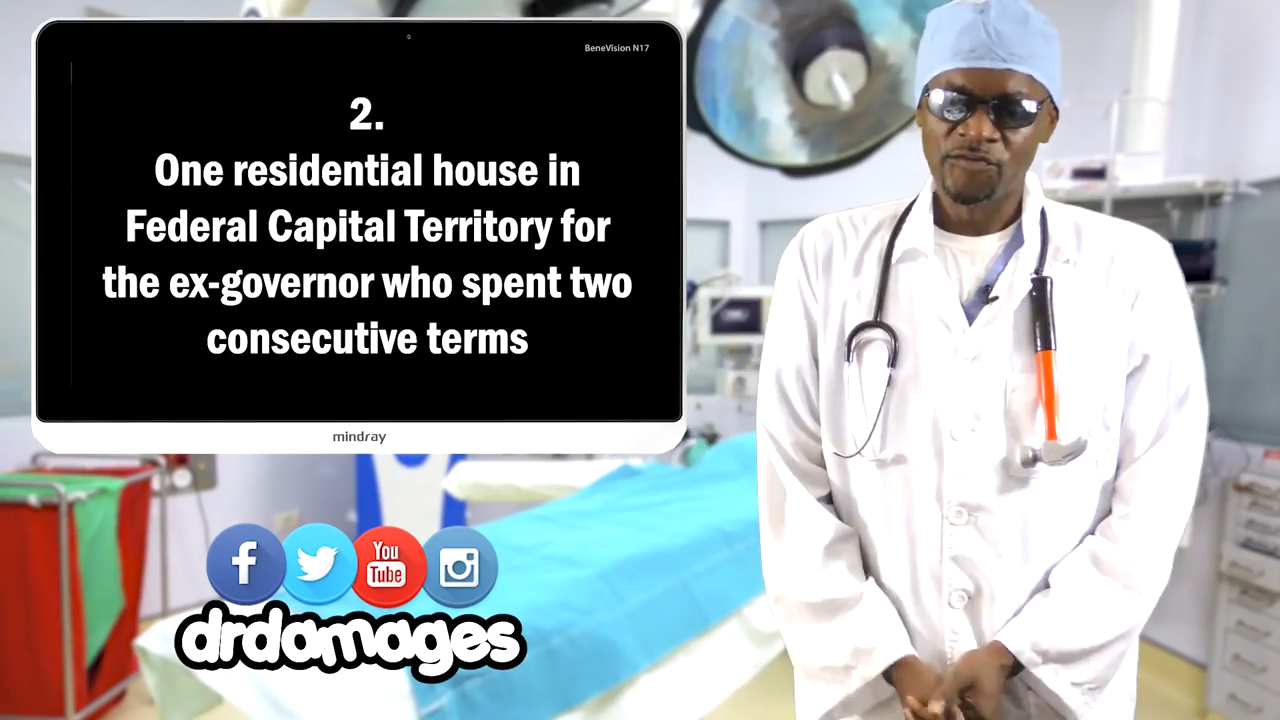 BeneVision N17
2.
One residential house in
Federal Capital Territory for
the ex-governor who spent two
consecutive terms
mindray
f
You
Tube
drdamages